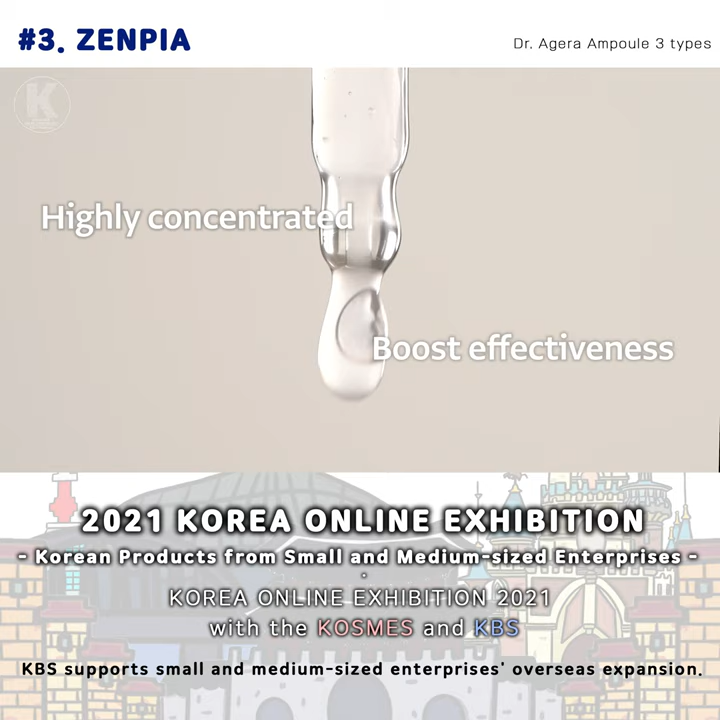 #3. ZENPIA
Dr. Agera Ampoule 3 types
K
Highly concentrated
Boost effectiveness
2021 KOREA ONLINE EXHIBITION
- Korean Products from Small and Medium-sized Enterprises -
KOREA ONLINE EXHIBITION 2021
with the KOSMES and KBS
KBS supports small and medium-sized enterprises' overseas expansion.